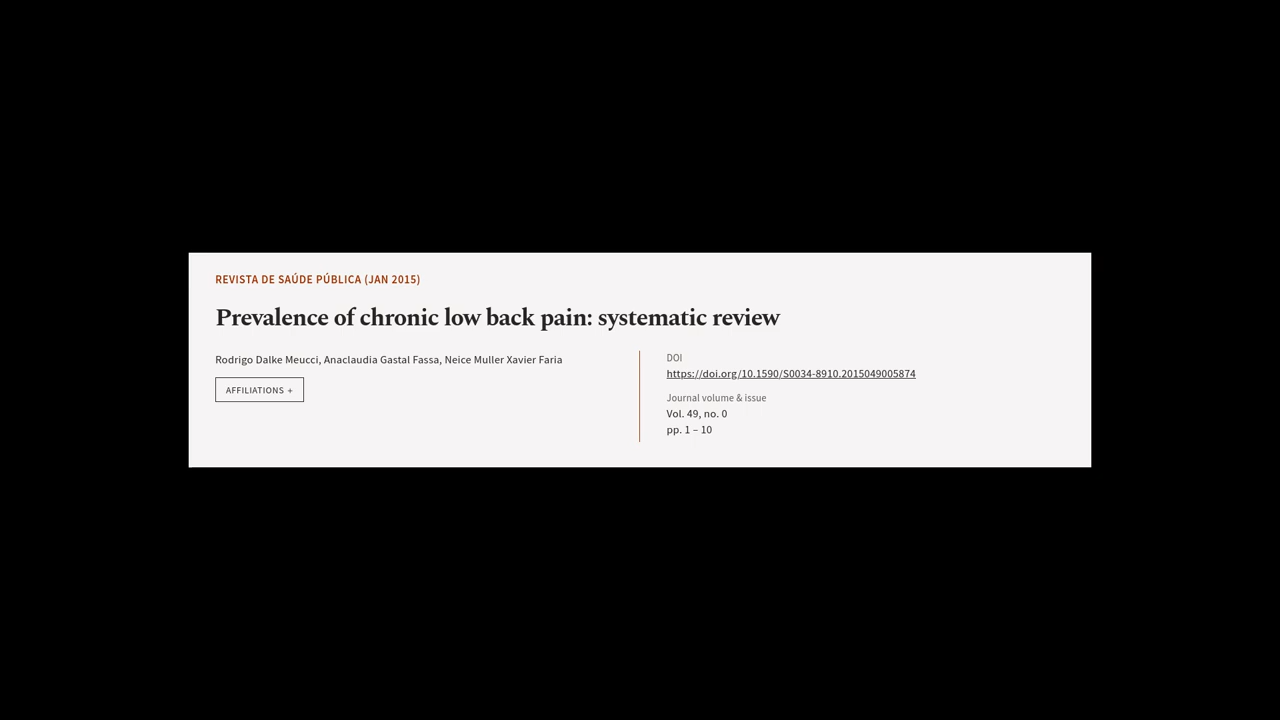 REVISTA DE SAÚDE PÚBLICA (JAN 2015)
Prevalence of chronic low back pain: systematic review
Rodrigo Dalke Meucci, Anaclaudia Gastal Fassa, Neice Muller Xavier Faria
AFFILIATIONS +
DOI
https://doi.org/10.1590/S0034-8910.2015049005874
Journal volume & issue
Vol. 49, no. 0
pp. 1 – 10